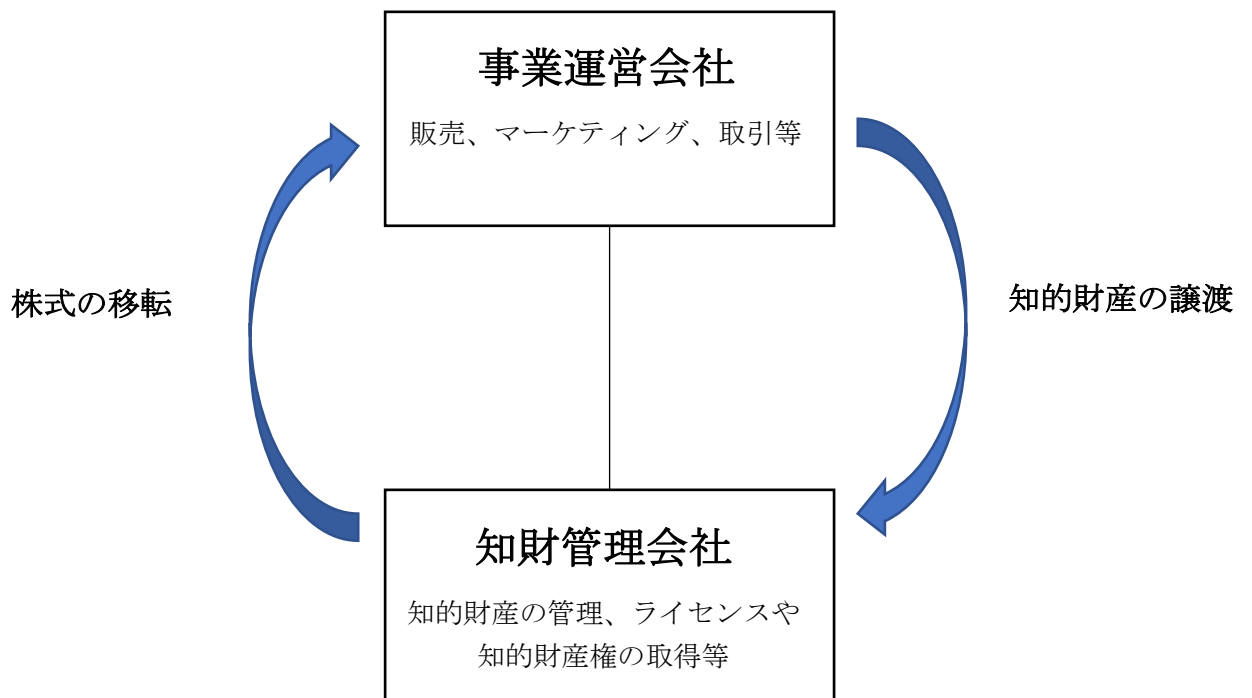 事業運営会社
販売、マーケティング、取引等
株式の移転
知的財産の譲渡
知財管理会社
知的財産の管理、ライセンスや
知的財産権の取得等